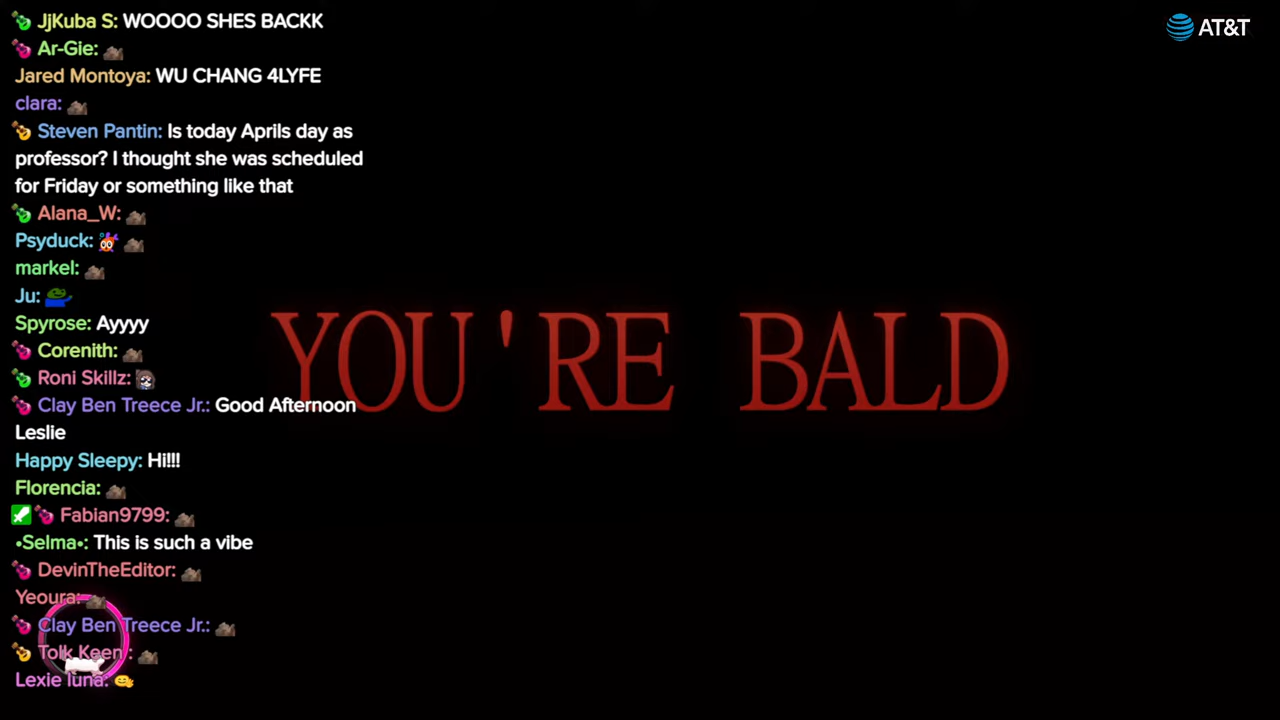 JjKuba S: WOOOO SHES BACKK
AT&T
Ar-Gie:
Jared Montoya: WU CHANG 4LYFE
clara:
Steven Pantin: Is today Aprils day as
professor? I thought she was scheduled
for Friday or something like that
Alana_W:
Psyduck:
markel:
Ju:
Spyrose: Ayyyy
YOU'RE BALD
Corenith:
Roni Skillz:
Clay Ben Treece Jr.: Good Afternoon
Leslie
Happy Sleepy: Hi!!!
Florencia:
Fabian9799:
•Selma•: This is such a vibe
DevinTheEditor:
Yeoura:
Clay Ben Treece Jr.:
Tolk Keen :
Lexie luna: